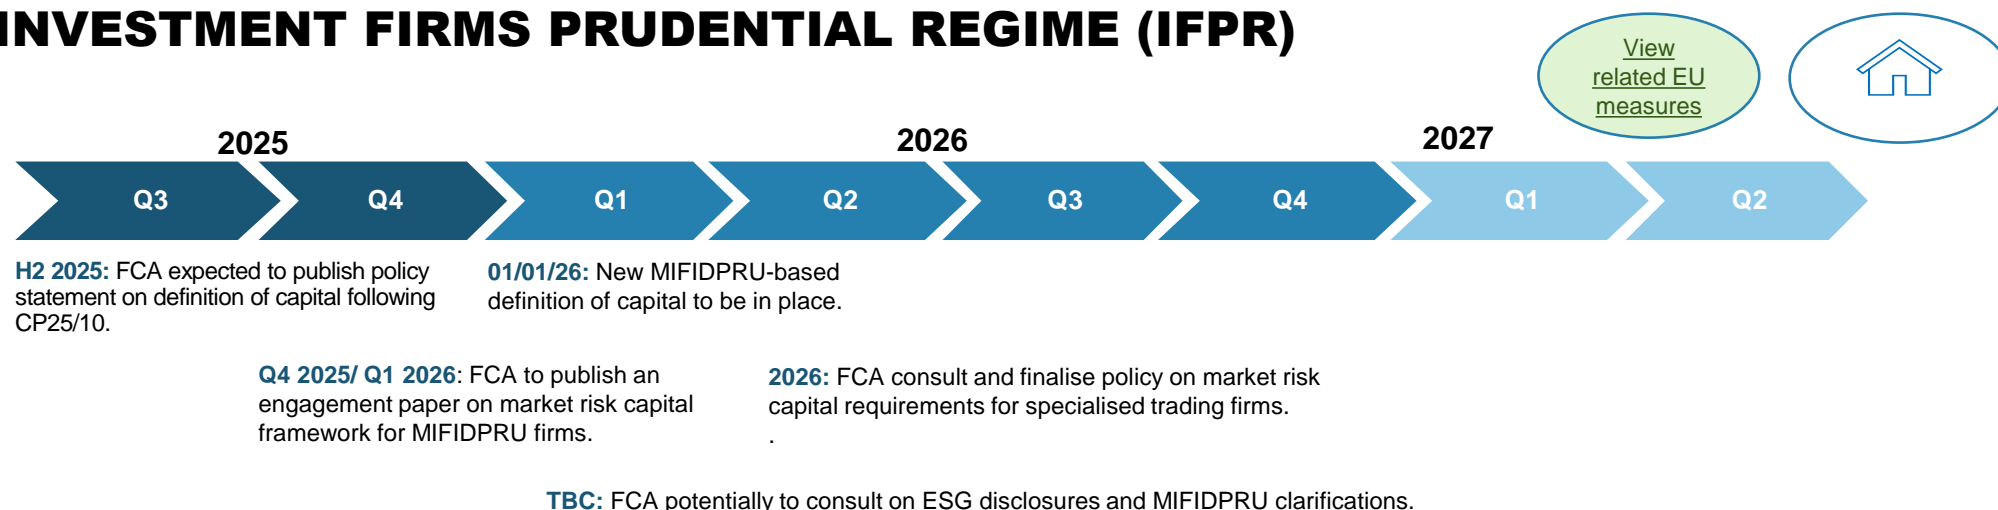 INVESTMENT FIRMS PRUDENTIAL REGIME (IFPR)
View
related EU
measures
2025
2026
2027
Q3
Q4
Q1
Q2
Q3
Q4
Q1
Q2
H2 2025: FCA expected to publish policy
statement on definition of capital following
CP25/10.
01/01/26: New MIFIDPRU-based
definition of capital to be in place.
Q4 2025/ Q1 2026: FCA to publish an
engagement paper on market risk capital
framework for MIFIDPRU firms.
2026: FCA consult and finalise policy on market risk
capital requirements for specialised trading firms.
.
TBC: FCA potentially to consult on ESG disclosures and MIFIDPRU clarifications.